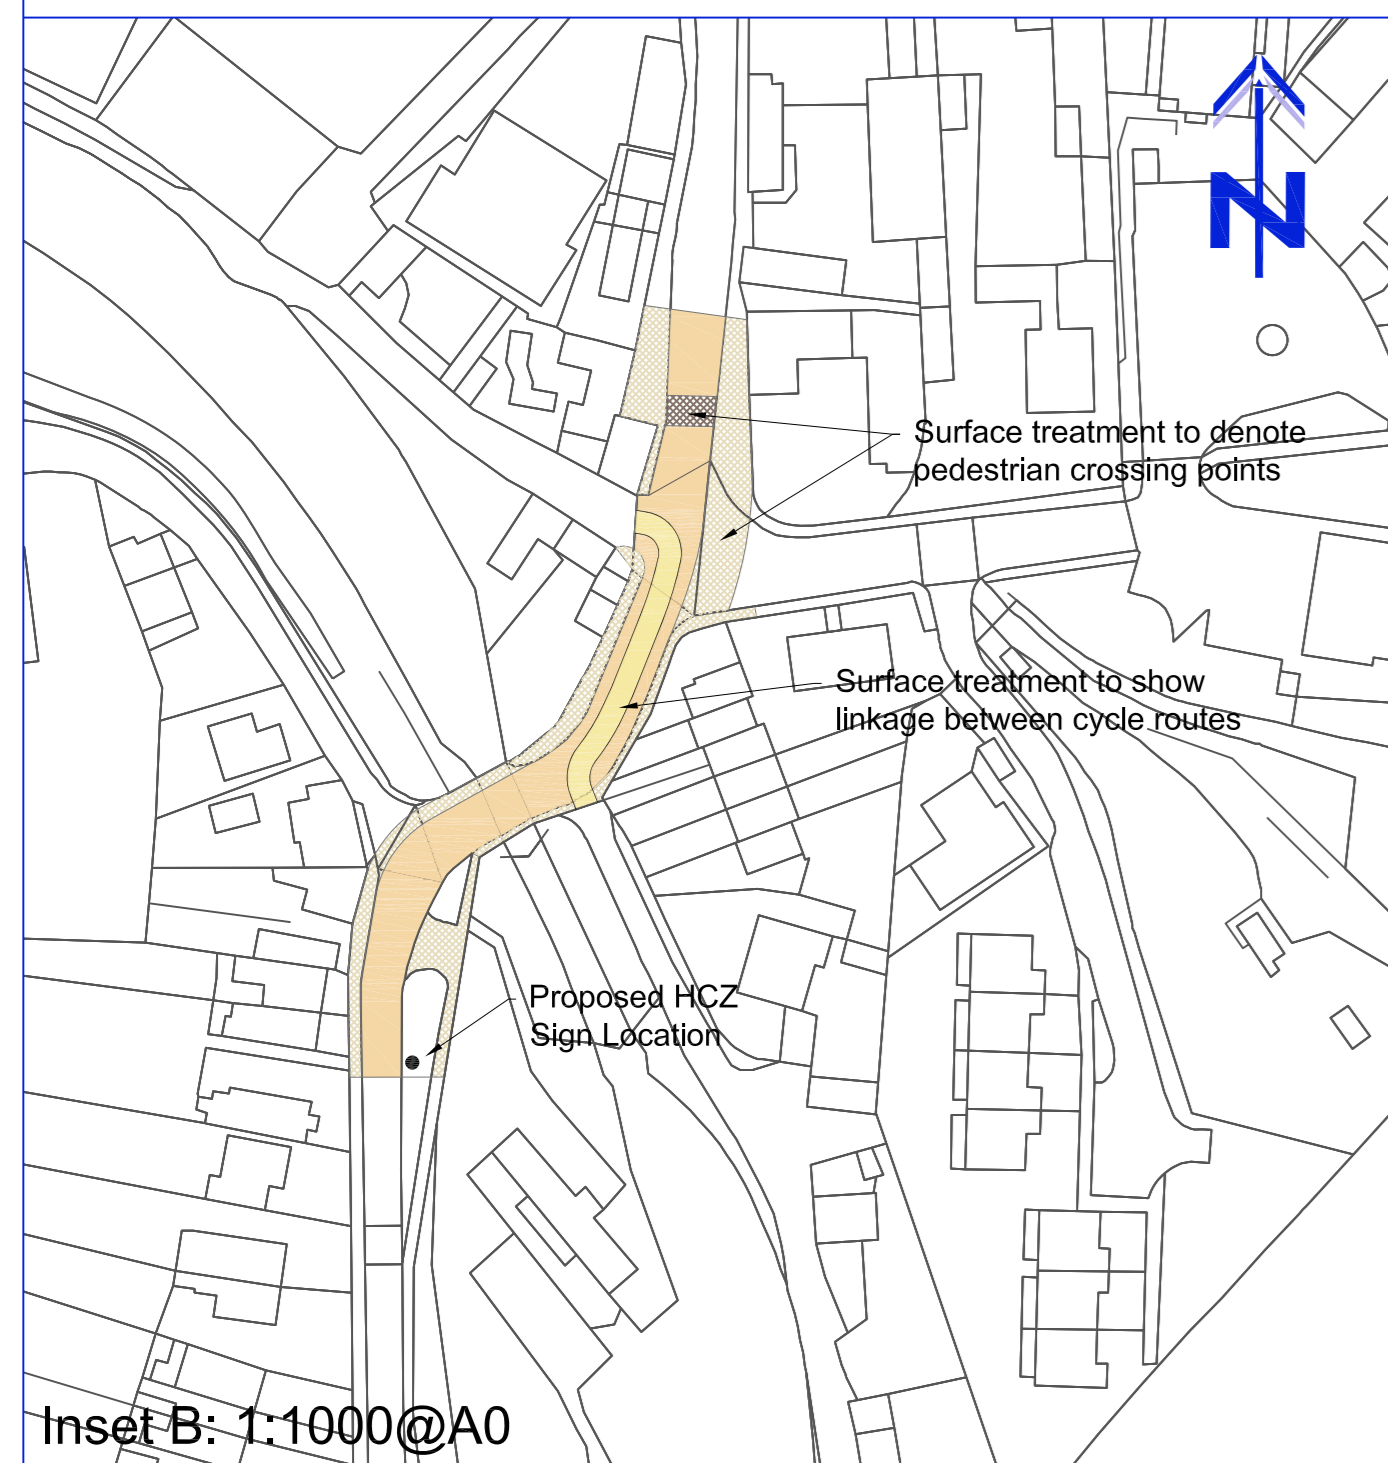 N
Surface treatment to denote
pedestrian crossing points
Surface treatment to show
linkage between cycle routes
Proposed HCZ
Sign Location
Inset B: 1:1000@A0